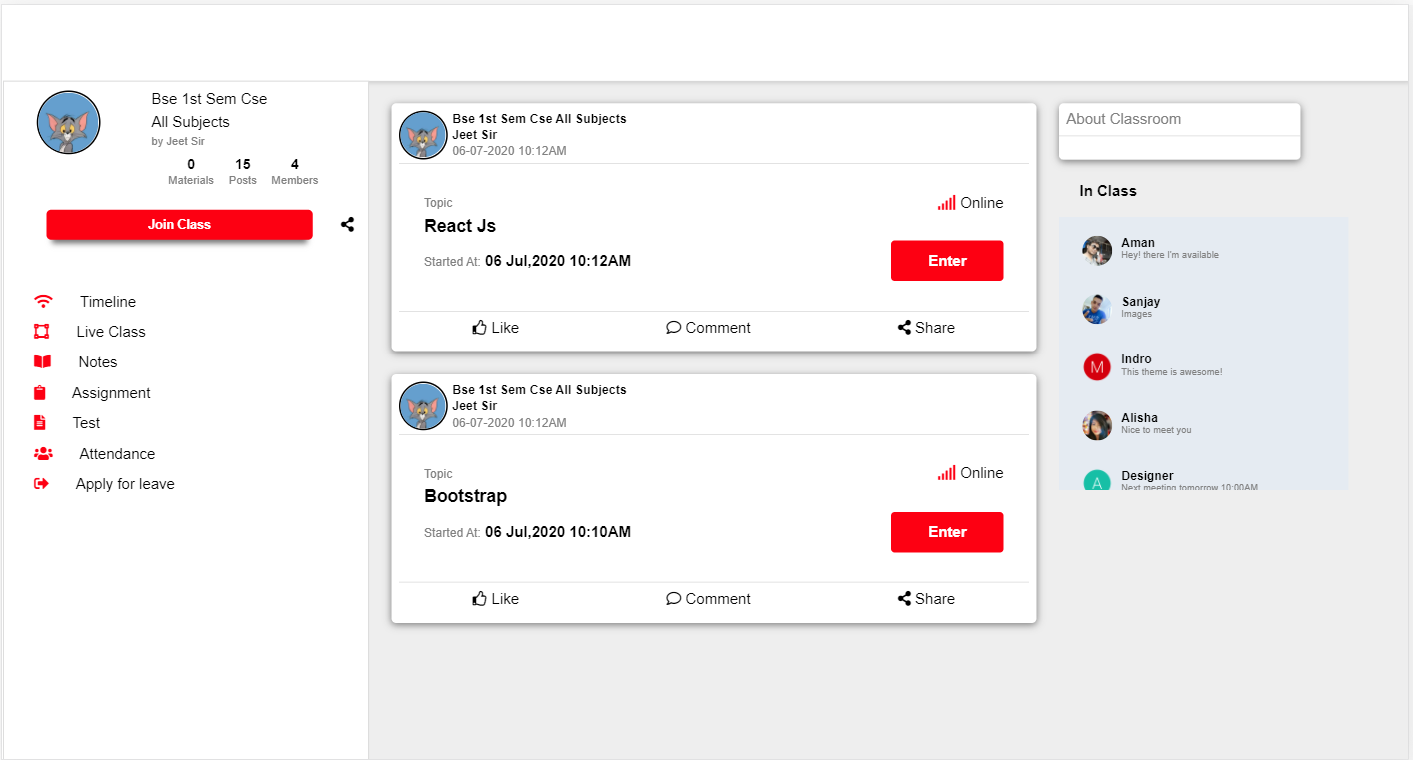 Bse 1st Sem Cse
All Subjects
by Jeet Sir
0 15 4
Materials Posts Members
Join Class
Timeline
Live Class
Notes
Assignment
Test
Attendance
Apply for leave
Bse 1st Sem Cse All Subjects
Jeet Sir
06-07-2020 10:12AM
Topic
Online
React Js
Started At: 06 Jul,2020 10:12AM
Enter
Like Comment Share
Bse 1st Sem Cse All Subjects
Jeet Sir
06-07-2020 10:12AM
Topic
Online
Bootstrap
Started At: 06 Jul,2020 10:10AM
Enter
Like Comment Share
About Classroom
In Class
Aman
Hey! there I'm available
Sanjay
Images
M
Indro
This theme is awesome!
Alisha
Nice to meet you
A
Designer
Next meeting tomorrow 10:00AM